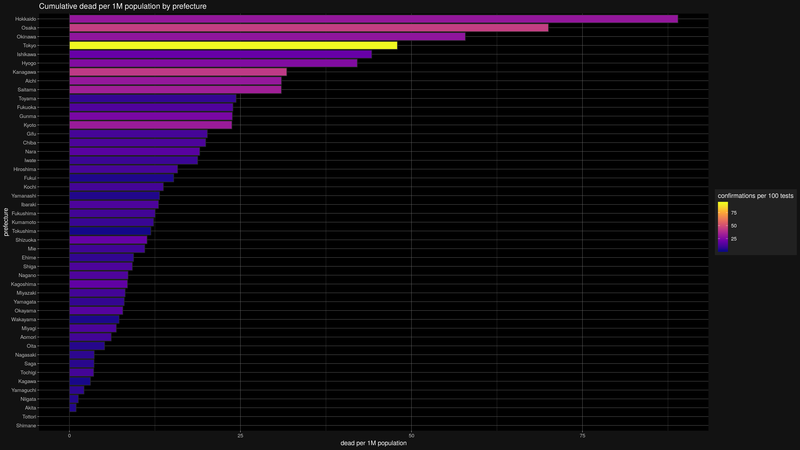 Cumulative dead per 1M population by prefecture
Hokkaido
Osaka
Okinawa
Tokyo
Ishikawa
Hyogo
Kanagawa
Aichi
Saitama
Toyama
Fukuoka
Gunma
Kyoto
Gifu
Chiba
Nara
Iwate
Hiroshima
Fukui
Kochi
Yamanashi
Ibaraki
Fukushima
Kumamoto
Tokushima
Shizuoka
Mie
Ehime
Shiga
Nagano
Kagoshima
Miyazaki
Yamagata
Okayama
Wakayama
Miyagi
Aomori
Oita
Nagasaki
Saga
Tochigi
Kagawa
Yamaguchi
Niigata
Akita
Tottori
Shimane
prefecture
0 25 50 75
dead per 1M population
confirmations per 100 tests
75
50
25